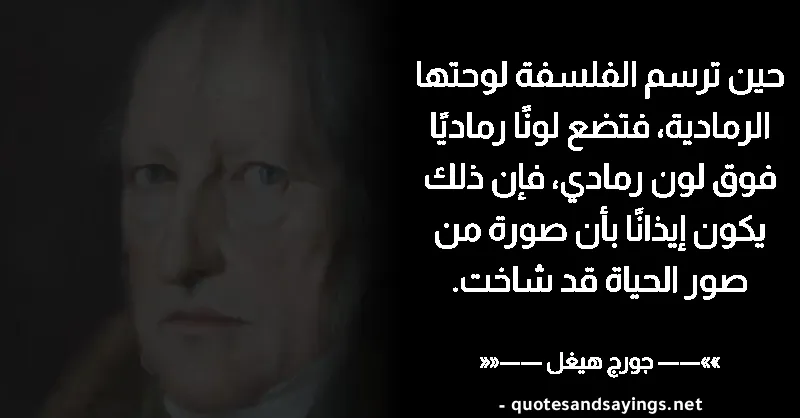 حين ترسم الفلسفة لوحتها
الرمادية، فتضع لونًا رماديًا
فوق لون رمادي، فإن ذلك
يكون إيذانًا بأن صورة من
صور الحياة قد شاخت.
»»——— جورج هيغل ———««
- quotesandsayings.net